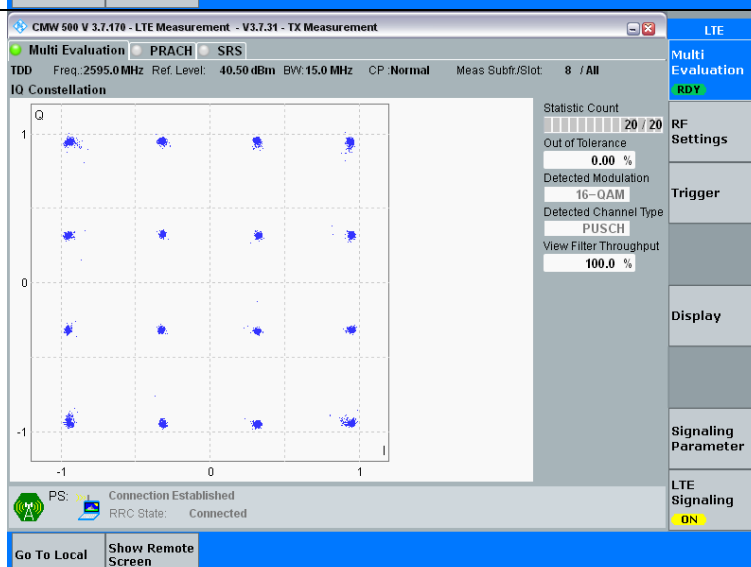 CMW 500 V 3.7.170 - LTE Measurement - V3.7.31 - TX Measurement
LTE
Multi Evaluation PRACH SRS
TDD Freq.:2595.0 MHz Ref. Level: 40.50 dBm BW:15.0 MHz CP :Normal Meas Subfr./Slot: 8 / All
IQ Constellation
Q
1
0
-1
-1 0 1
I
Statistic Count
20 / 20
Out of Tolerance
0.00 %
Detected Modulation
16-QAM
Detected Channel Type
PUSCH
View Filter Throughput
100.0 %
Multi
Evaluation
RDY
RF
Settings
Trigger
Display
Signaling
Parameter
LTE
Signaling
ON
PS: Connection Established
RRC State: Connected
Go To Local
Show Remote
Screen